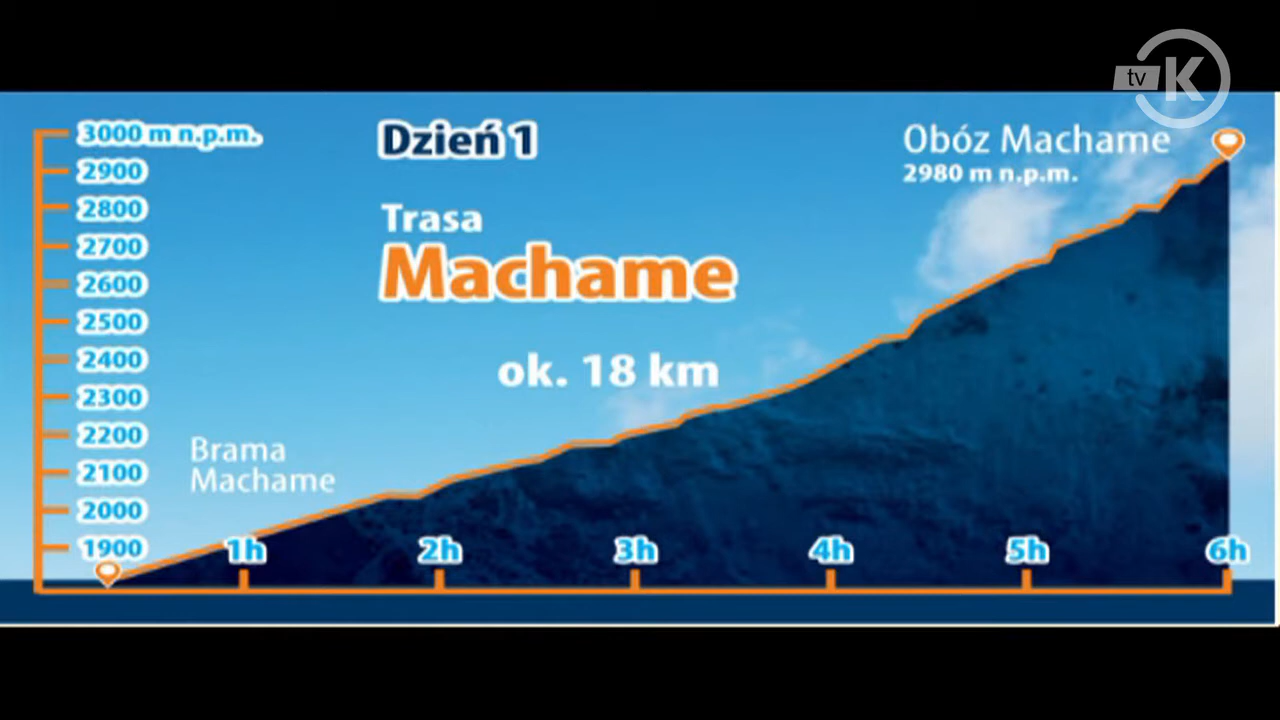 tv K
3000 m n.p.m.
2900
2800
2700
2600
2500
2400
2300
2200
2100
2000
1900
Dzień 1
Trasa
Machame
ok. 18 km
Obóz Machame
2980 m n.p.m.
Brama
Machame
1h
2h
3h
4h
5h
6h